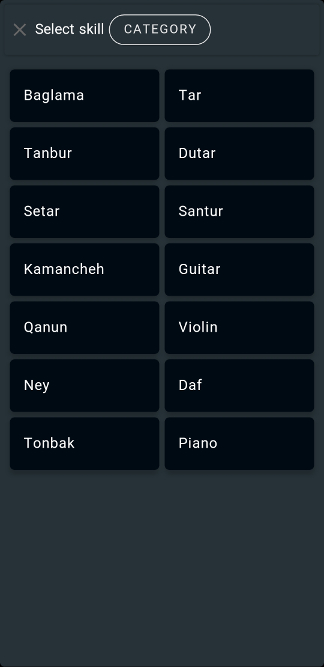 Select skill CATEGORY
Baglama Tar
Tanbur Dutar
Setar Santur
Kamancheh Guitar
Qanun Violin
Ney Daf
Tonbak Piano